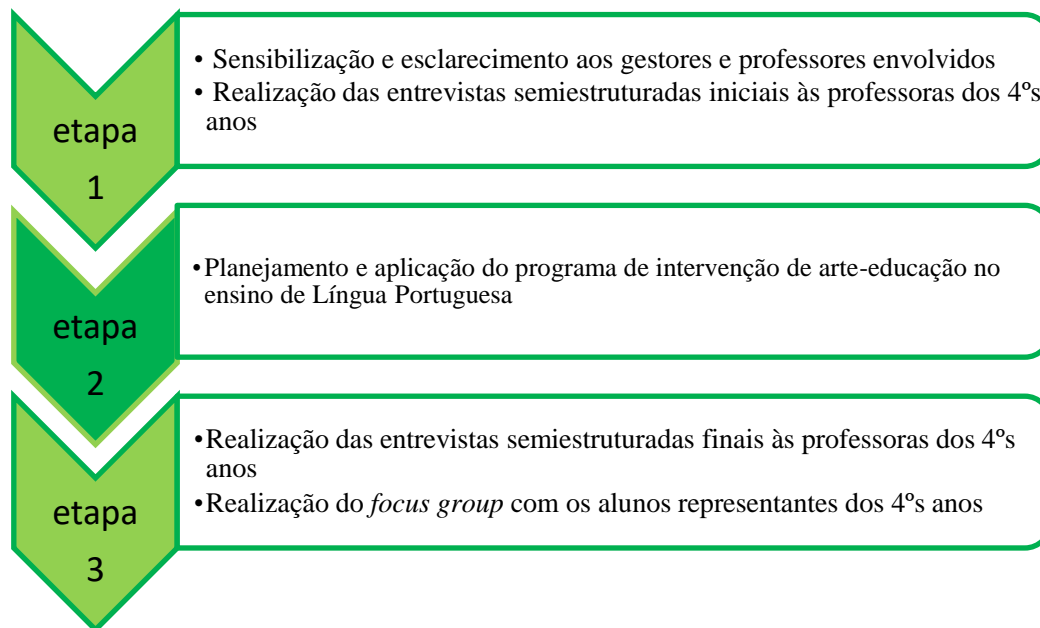 etapa
1
• Sensibilização e esclarecimento aos gestores e professores envolvidos
• Realização das entrevistas semiestruturadas iniciais às professoras dos 4ºs
anos
etapa
2
•Planejamento e aplicação do programa de intervenção de arte-educação no
ensino de Língua Portuguesa
etapa
3
•Realização das entrevistas semiestruturadas finais às professoras dos 4ºs
anos
•Realização do focus group com os alunos representantes dos 4ºs anos